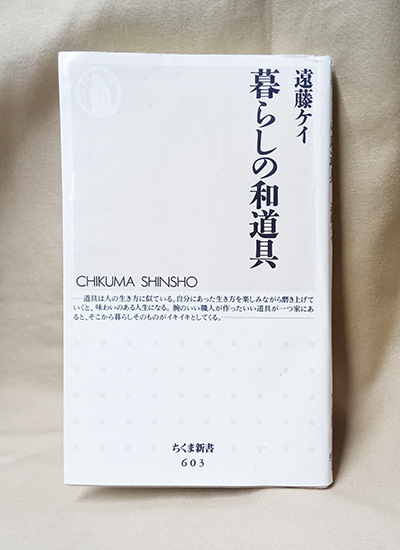 遠藤ケイ
暮らしの和道具
CHIKUMA SHINSHO
──道具は人の生き方に似ている。自分にあった生き方を楽しみながら磨き上げて
いくと、味わいのある人生になる。腕のいい職人が作ったいい道具が一つ家にあ
ると、そこから暮らしそのものがイキイキとしてくる。
ちくま新書
603